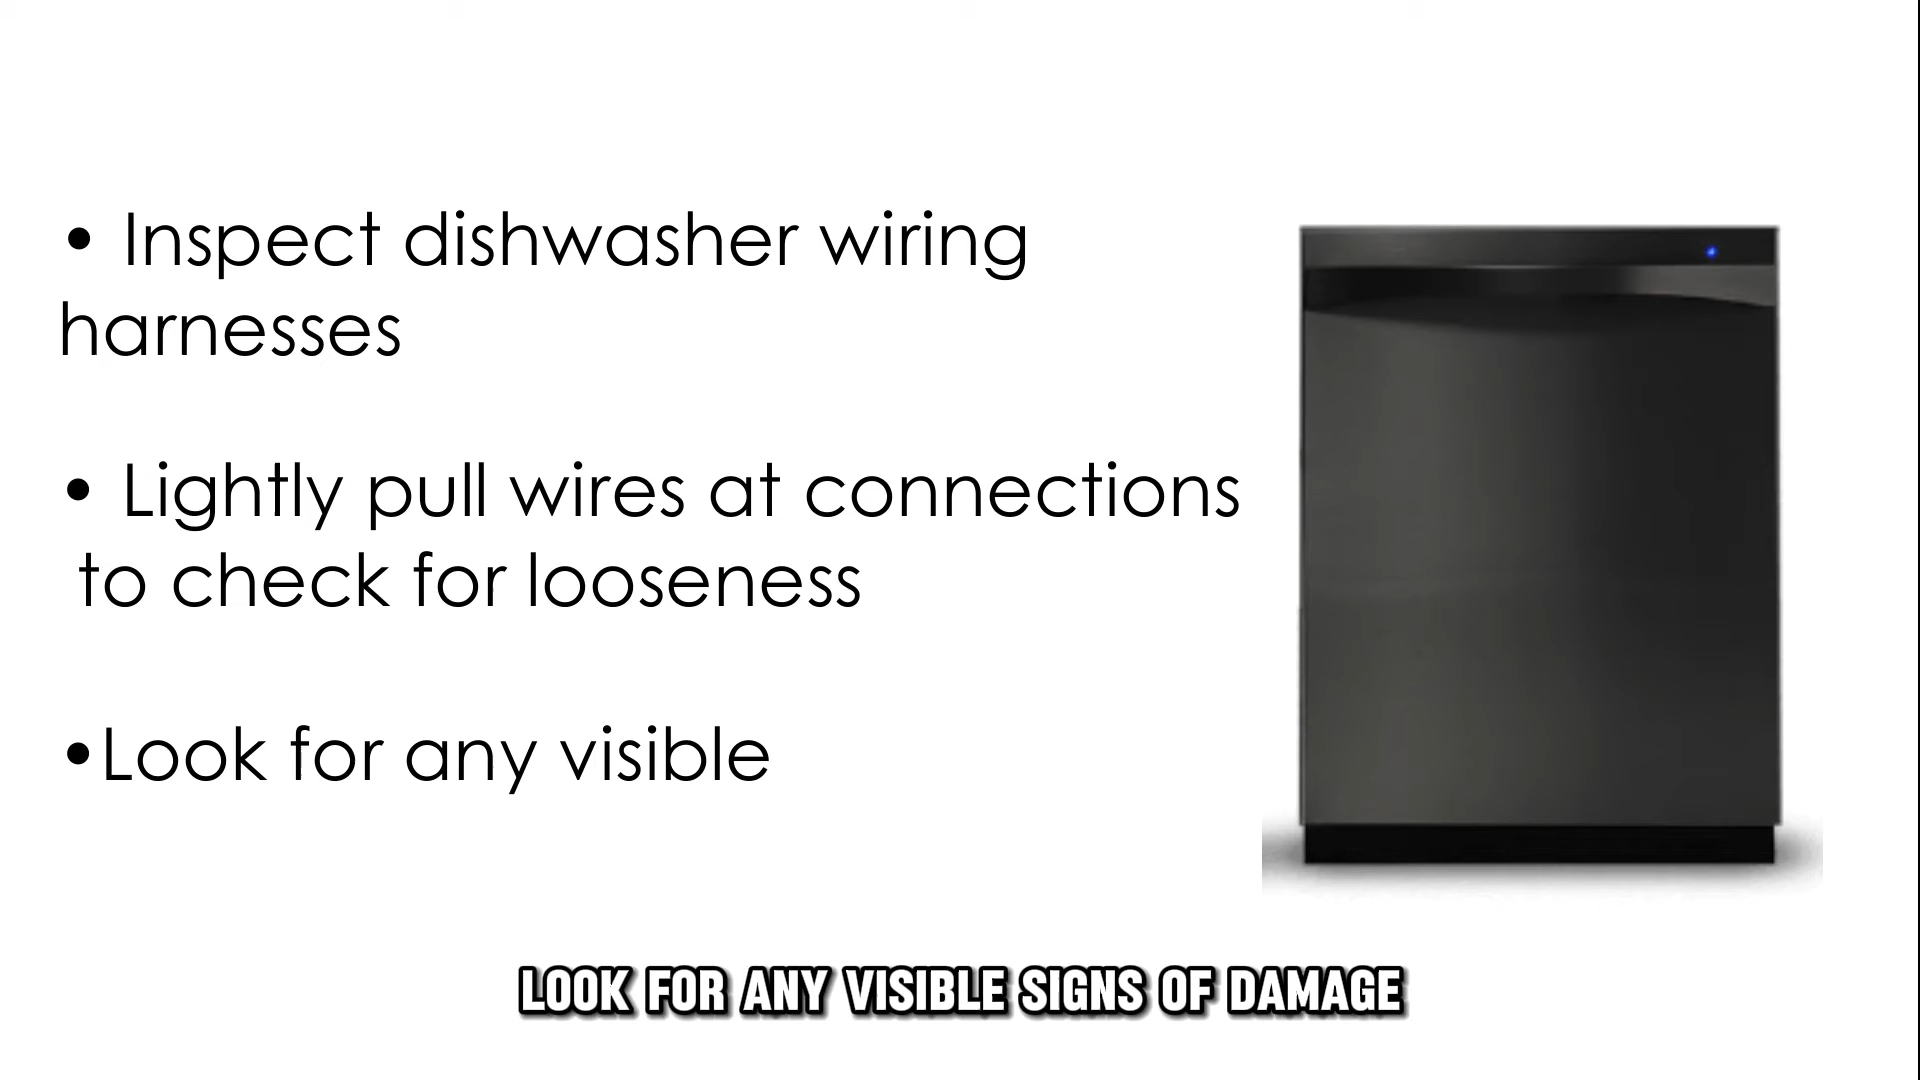 • Inspect dishwasher wiring
harnesses
• Lightly pull wires at connections
to check for looseness
•Look for any visible
LOOK FOR ANY VISIBLE SIGNS OF DAMAGE